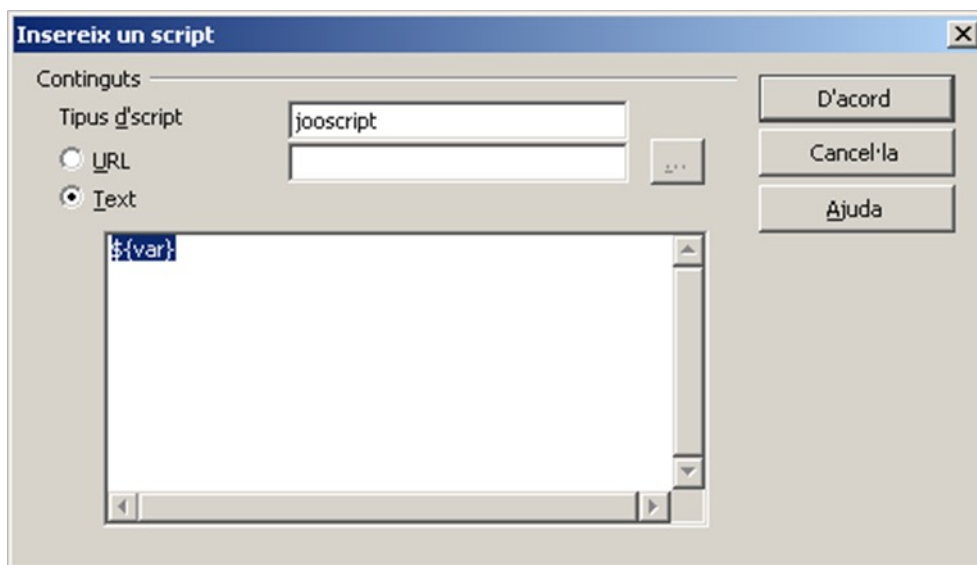 Insereix un script
Continguts
Tipus d'script
jooscript
URL
...
Text
${var}
D'acord
Cancel·la
Ajuda